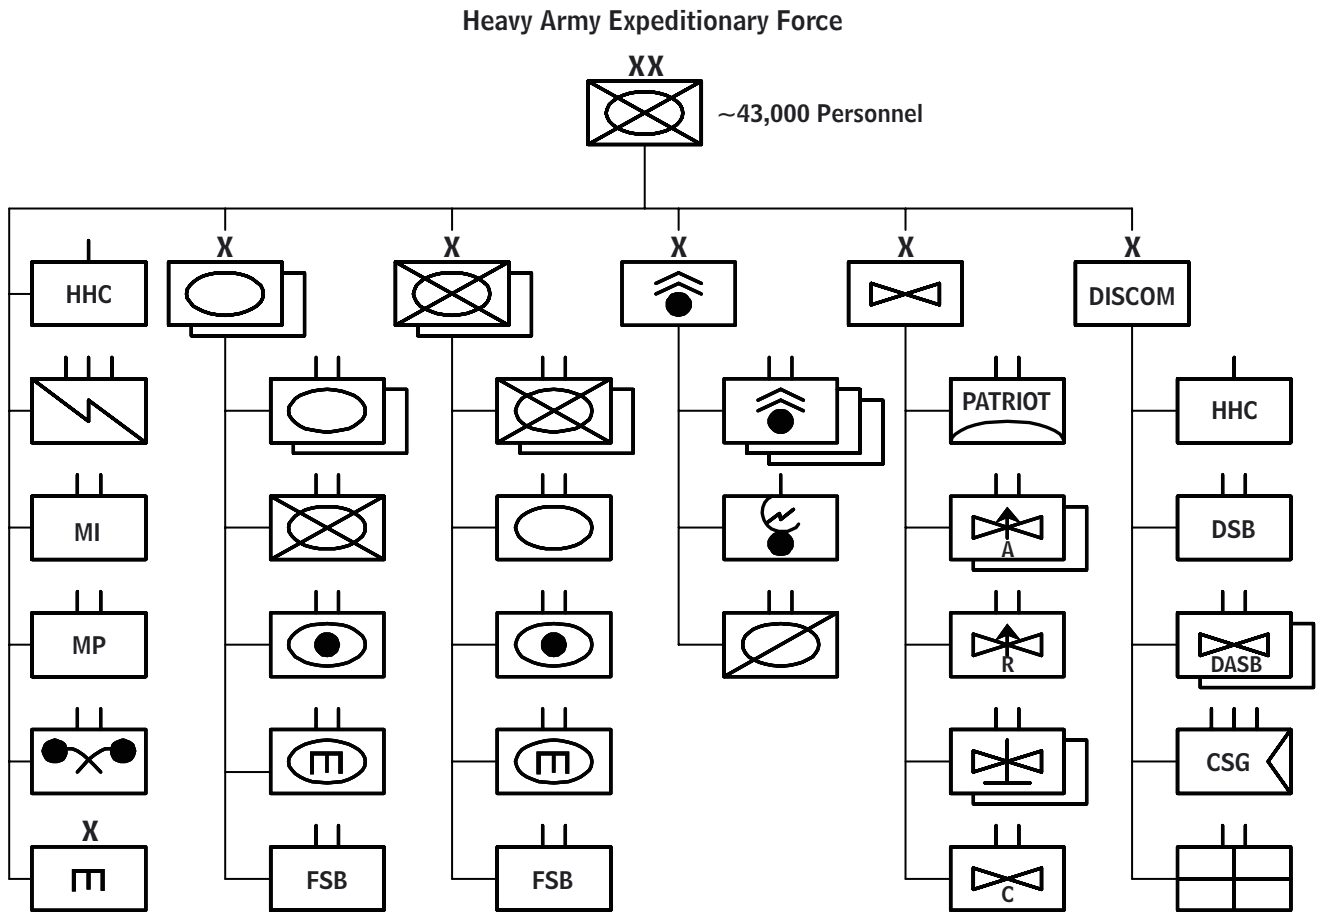 Heavy Army Expeditionary Force
XX
~43,000 Personnel
X X X X X
HHC
DISCOM
PATRIOT
HHC
MI
A
DSB
MP
R
DASB
CSG
X
FSB
FSB
C